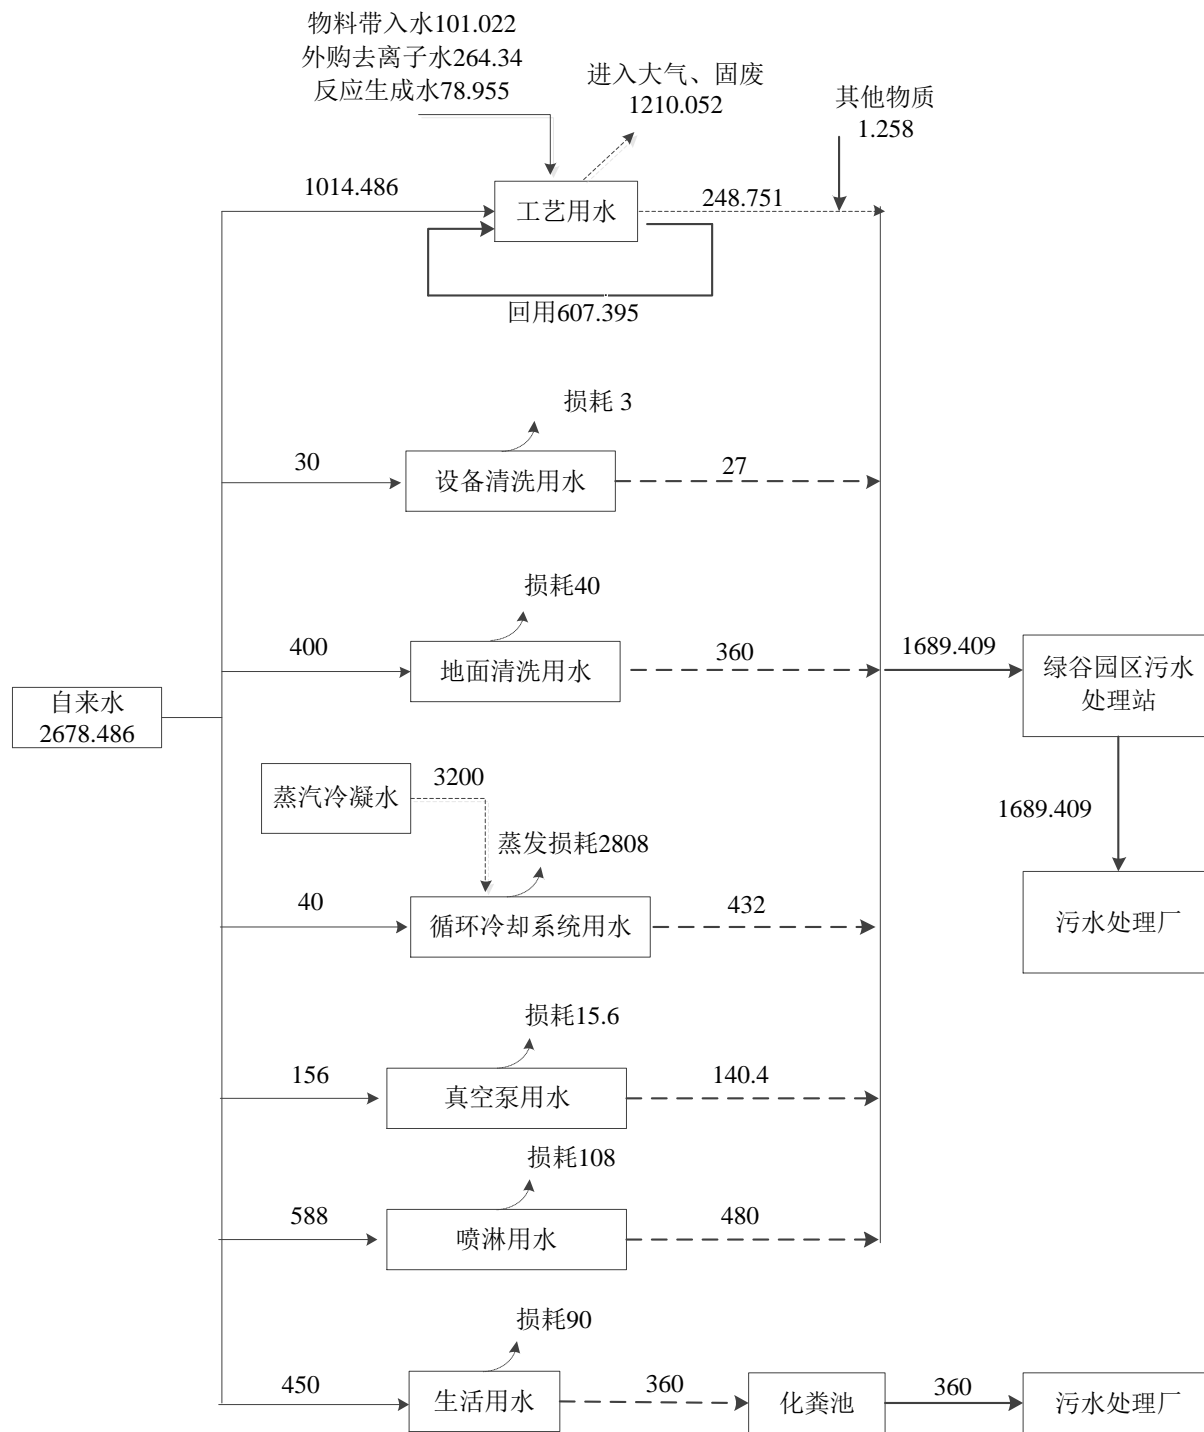 物料带入水101.022
外购去离子水264.34
反应生成水78.955
进入大气、固废
1210.052
其他物质
1.258
1014.486
工艺用水
248.751
回用607.395
损耗 3
30
设备清洗用水
27
损耗40
400
地面清洗用水
360
1689.409
绿谷园区污水
处理站
自来水
2678.486
蒸汽冷凝水
3200
1689.409
蒸发损耗2808
40
循环冷却系统用水
432
污水处理厂
损耗15.6
156
真空泵用水
140.4
损耗108
588
喷淋用水
480
损耗90
450
生活用水
360
化粪池
360
污水处理厂